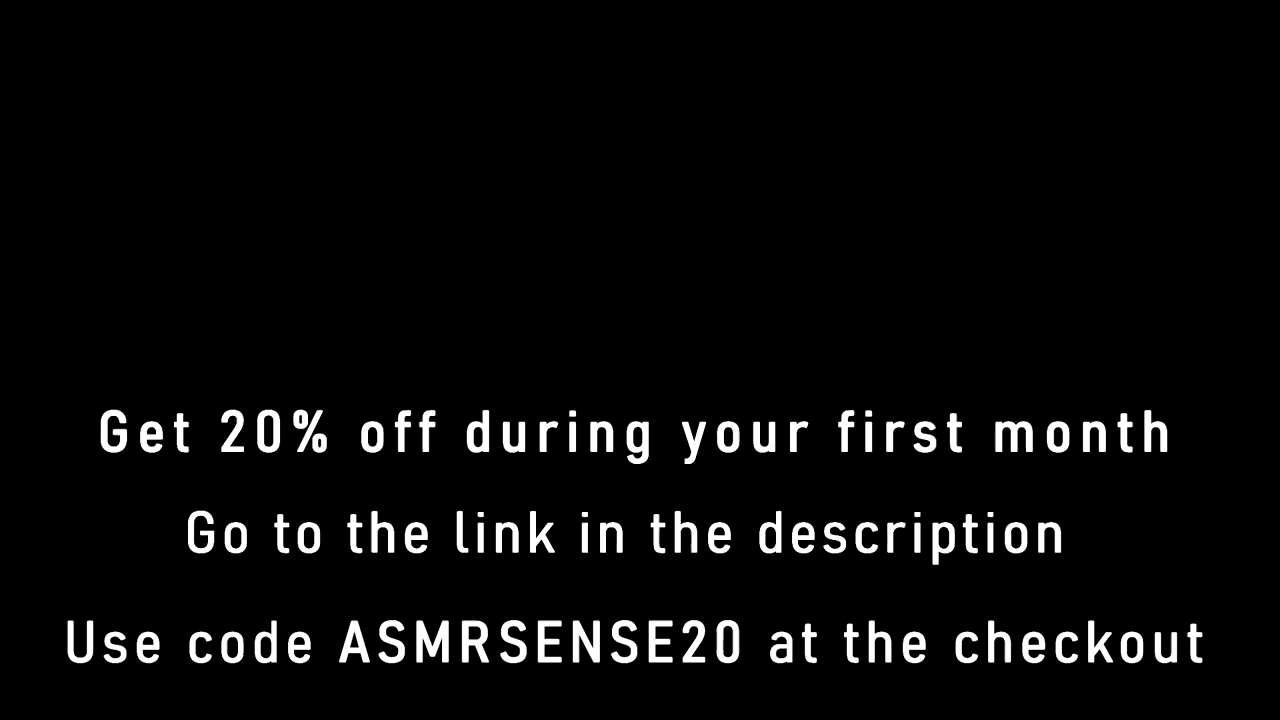 Get 20% off during your first month
Go to the link in the description
Use code ASMRSENSE20 at the checkout